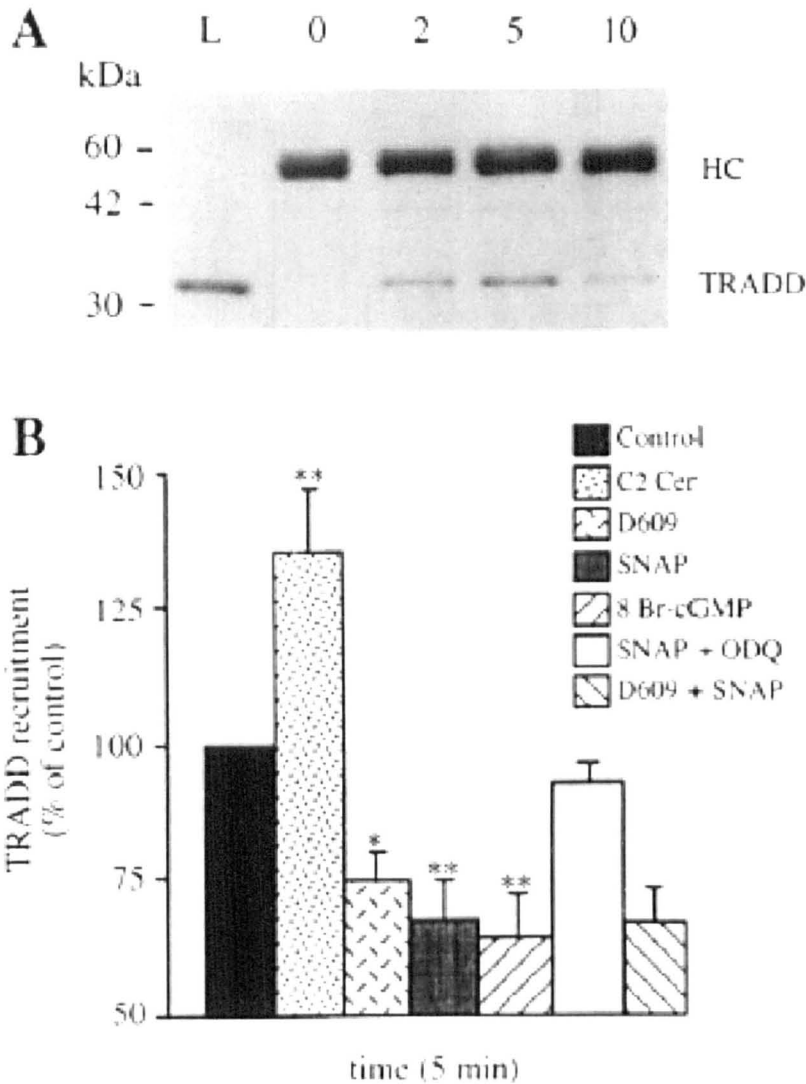 A
L 0 2 5 10
kDa
60 –
HC
42 –
TRADD
30 –
B
Control
C2 Cer
D609
SNAP
8 Br-cGMP
SNAP + ODQ
D609 + SNAP
TRADD recruitment
(% of control)
150
125
100
75
50
**
*
**
**
time (5 min)